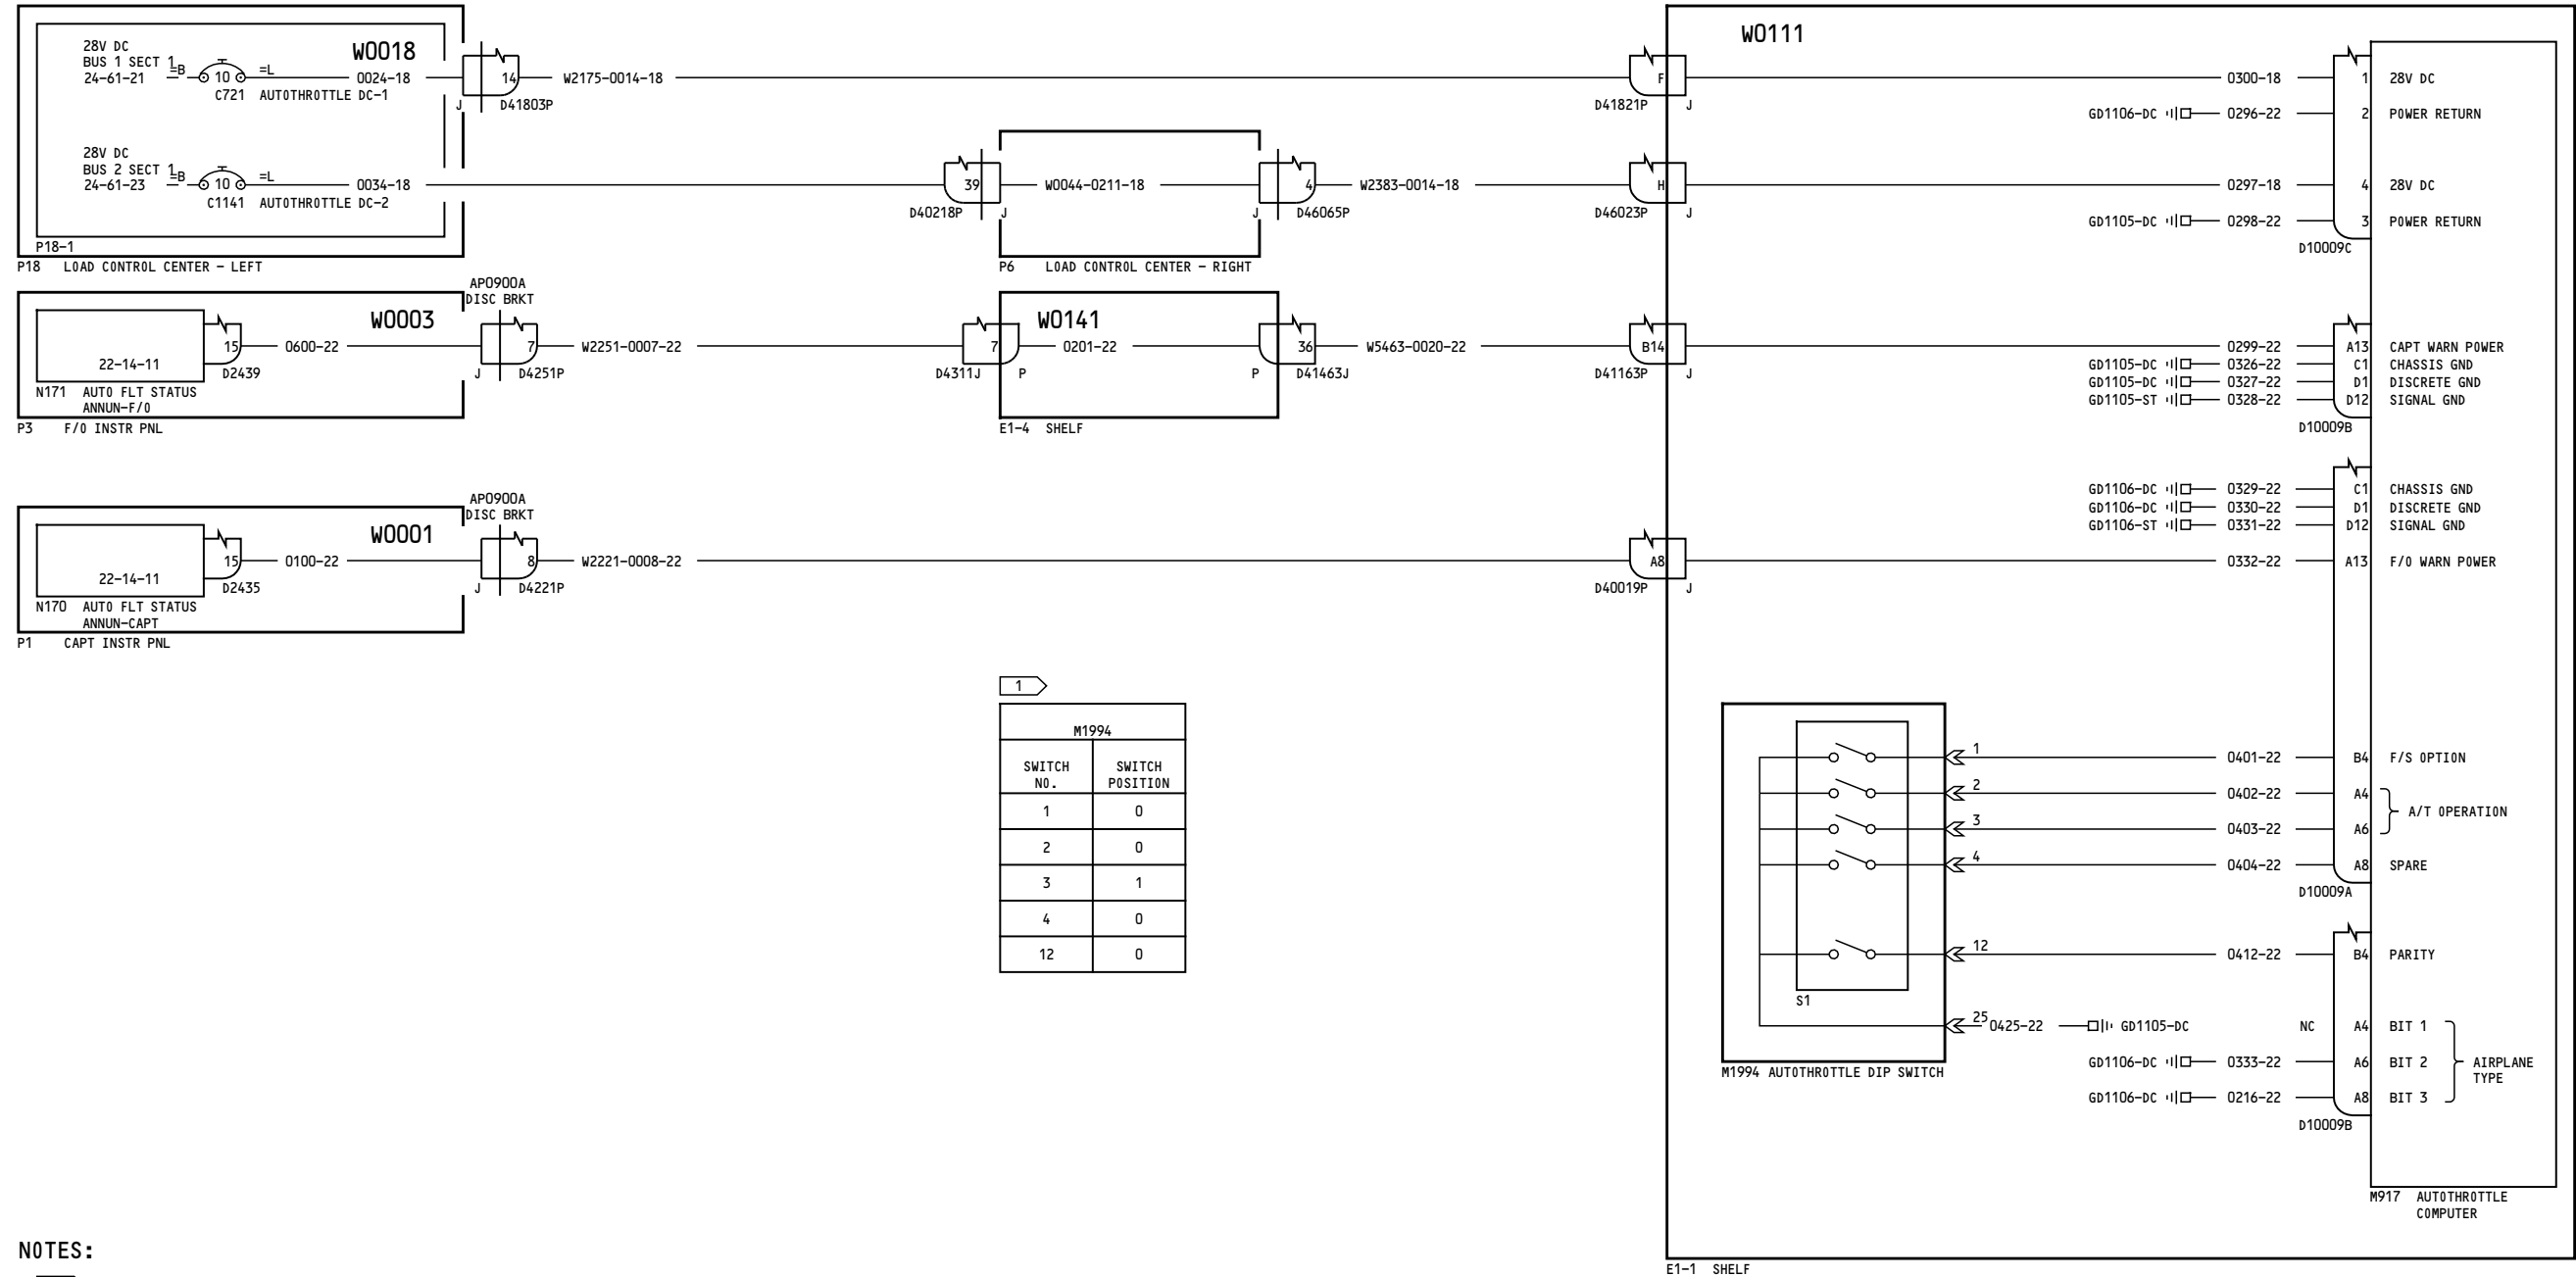 W0018
28V DC
BUS 1 SECT 1
24-61-21
=B
10
=L
0024-18
C721 AUTOTHROTTLE DC-1
J
14
D41803P
W2175-0014-18
28V DC
BUS 2 SECT 1
24-61-23
=B
10
=L
0034-18
C1141 AUTOTHROTTLE DC-2
P18-1
P18 LOAD CONTROL CENTER - LEFT
39
D40218P
J
W0044-0211-18
J
4
D46065P
W2383-0014-18
P6 LOAD CONTROL CENTER - RIGHT
AP0900A
DISC BRKT
W0003
22-14-11
15
D2439
0600-22
N171 AUTO FLT STATUS
ANNUN-F/O
P3 F/O INSTR PNL
J
7
D4251P
W2251-0007-22
7
D4311J
P
W0141
0201-22
P
36
D41463J
W5463-0020-22
E1-4 SHELF
AP0900A
DISC BRKT
W0001
22-14-11
15
D2435
0100-22
N170 AUTO FLT STATUS
ANNUN-CAPT
P1 CAPT INSTR PNL
J
8
D4221P
W2221-0008-22
1
M1994
SWITCH NO. SWITCH POSITION
1 0
2 0
3 1
4 0
12 0
W0111
F
D41821P
J
0300-18 1 28V DC
GD1106-DC 0296-22 2 POWER RETURN
H
D46023P
J
0297-18 4 28V DC
GD1105-DC 0298-22 3 POWER RETURN
D10009C
B14
D41163P
J
0299-22 A13 CAPT WARN POWER
GD1105-DC 0326-22 C1 CHASSIS GND
GD1105-DC 0327-22 D1 DISCRETE GND
GD1105-ST 0328-22 D12 SIGNAL GND
D10009B
GD1106-DC 0329-22 C1 CHASSIS GND
GD1106-DC 0330-22 D1 DISCRETE GND
GD1106-ST 0331-22 D12 SIGNAL GND
A8
D40019P
J
0332-22 A13 F/O WARN POWER
1 0401-22 B4 F/S OPTION
2 0402-22 A4
A/T OPERATION
3 0403-22 A6
4 0404-22 A8 SPARE
D10009A
12 0412-22 B4 PARITY
S1
25 0425-22 GD1105-DC
NC A4 BIT 1
GD1106-DC 0333-22 A6 BIT 2
AIRPLANE
TYPE
GD1106-DC 0216-22 A8 BIT 3
D10009B
M1994 AUTOTHROTTLE DIP SWITCH
M917 AUTOTHROTTLE
COMPUTER
E1-1 SHELF
NOTES: